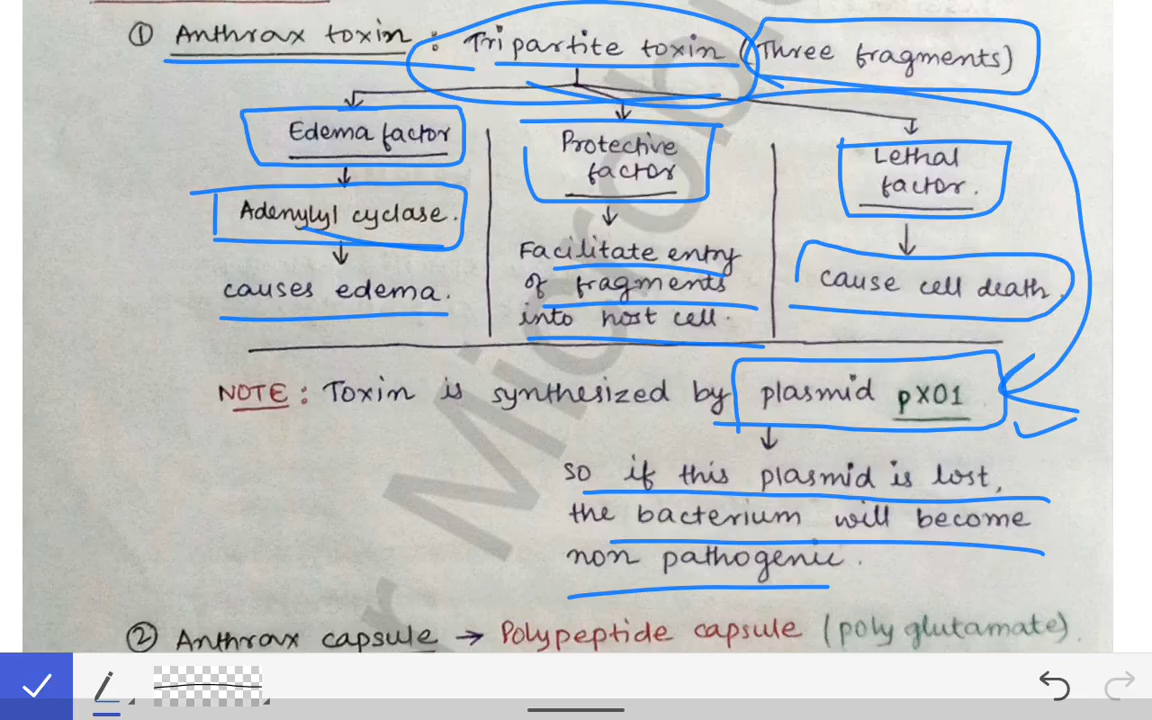 ① Anthrax toxin : Tripartite toxin (Three fragments)
Edema factor
Adenylyl cyclase.
causes edema.
Protective
factor
Facilitate entry
of fragments
into host cell.
Lethal
factor.
cause cell death.
NOTE: Toxin is synthesized by plasmid pX01
so if this plasmid is lost,
the bacterium will become
non pathogenic.
② Anthrax capsule → Polypeptide capsule (poly glutamate).